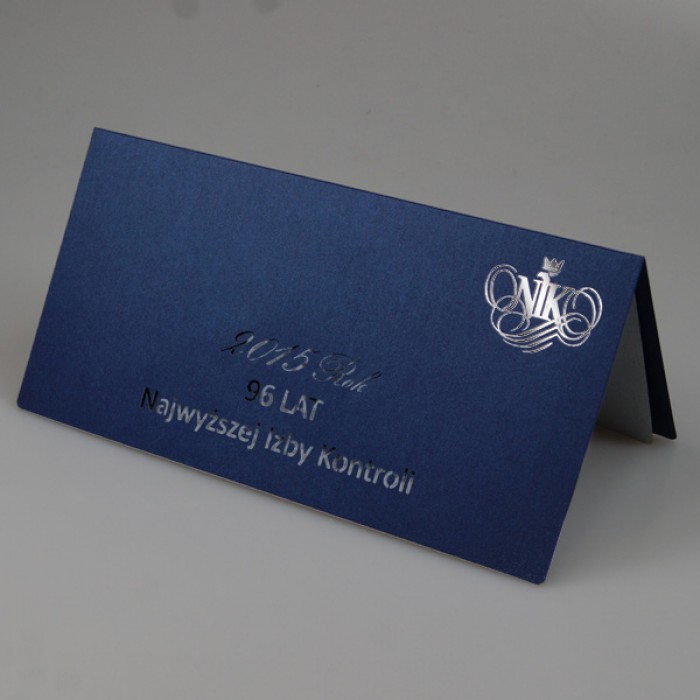 NIK
2015 Rok
96 LAT
Najwyższej Izby Kontroli